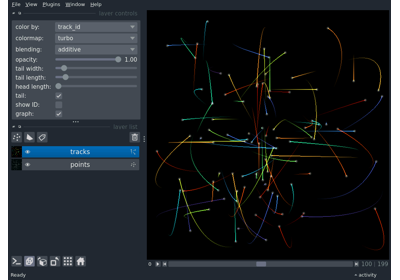 File View Plugins Window Help
layer controls
color by: track_id
colormap: turbo
blending: additive
opacity: 1.00
tail width:
tail length:
head length:
tail:
show ID:
graph:
layer list
tracks
points
0 100 199
Ready activity